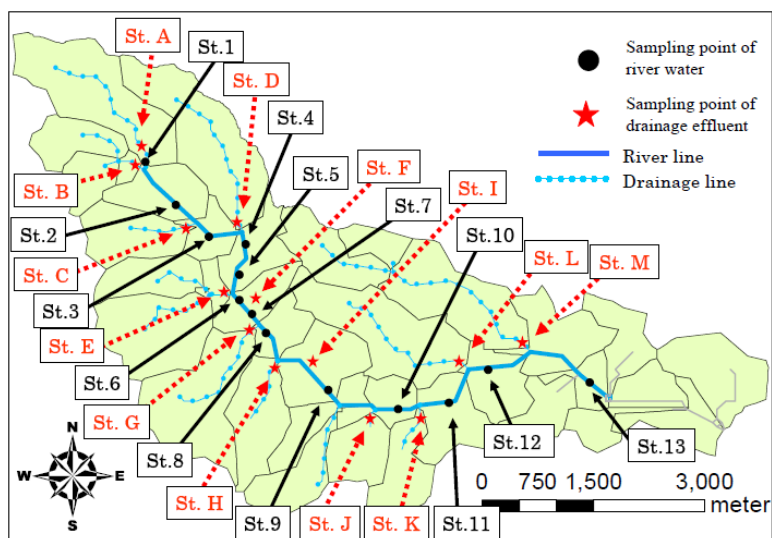 St. A
St.1
St. D
St.4
St. F
St.5
St. I
St.7
St.10
St. L
St. M
Sampling point of
river water
Sampling point of
drainage effluent
River line
Drainage line
St. B
St.2
St. C
St.3
St. E
St.6
St. G
St.8
St. H
St.9
St. J
St. K
St.11
St.12
St.13
N
W
E
S
0 750 1,500 3,000
meter